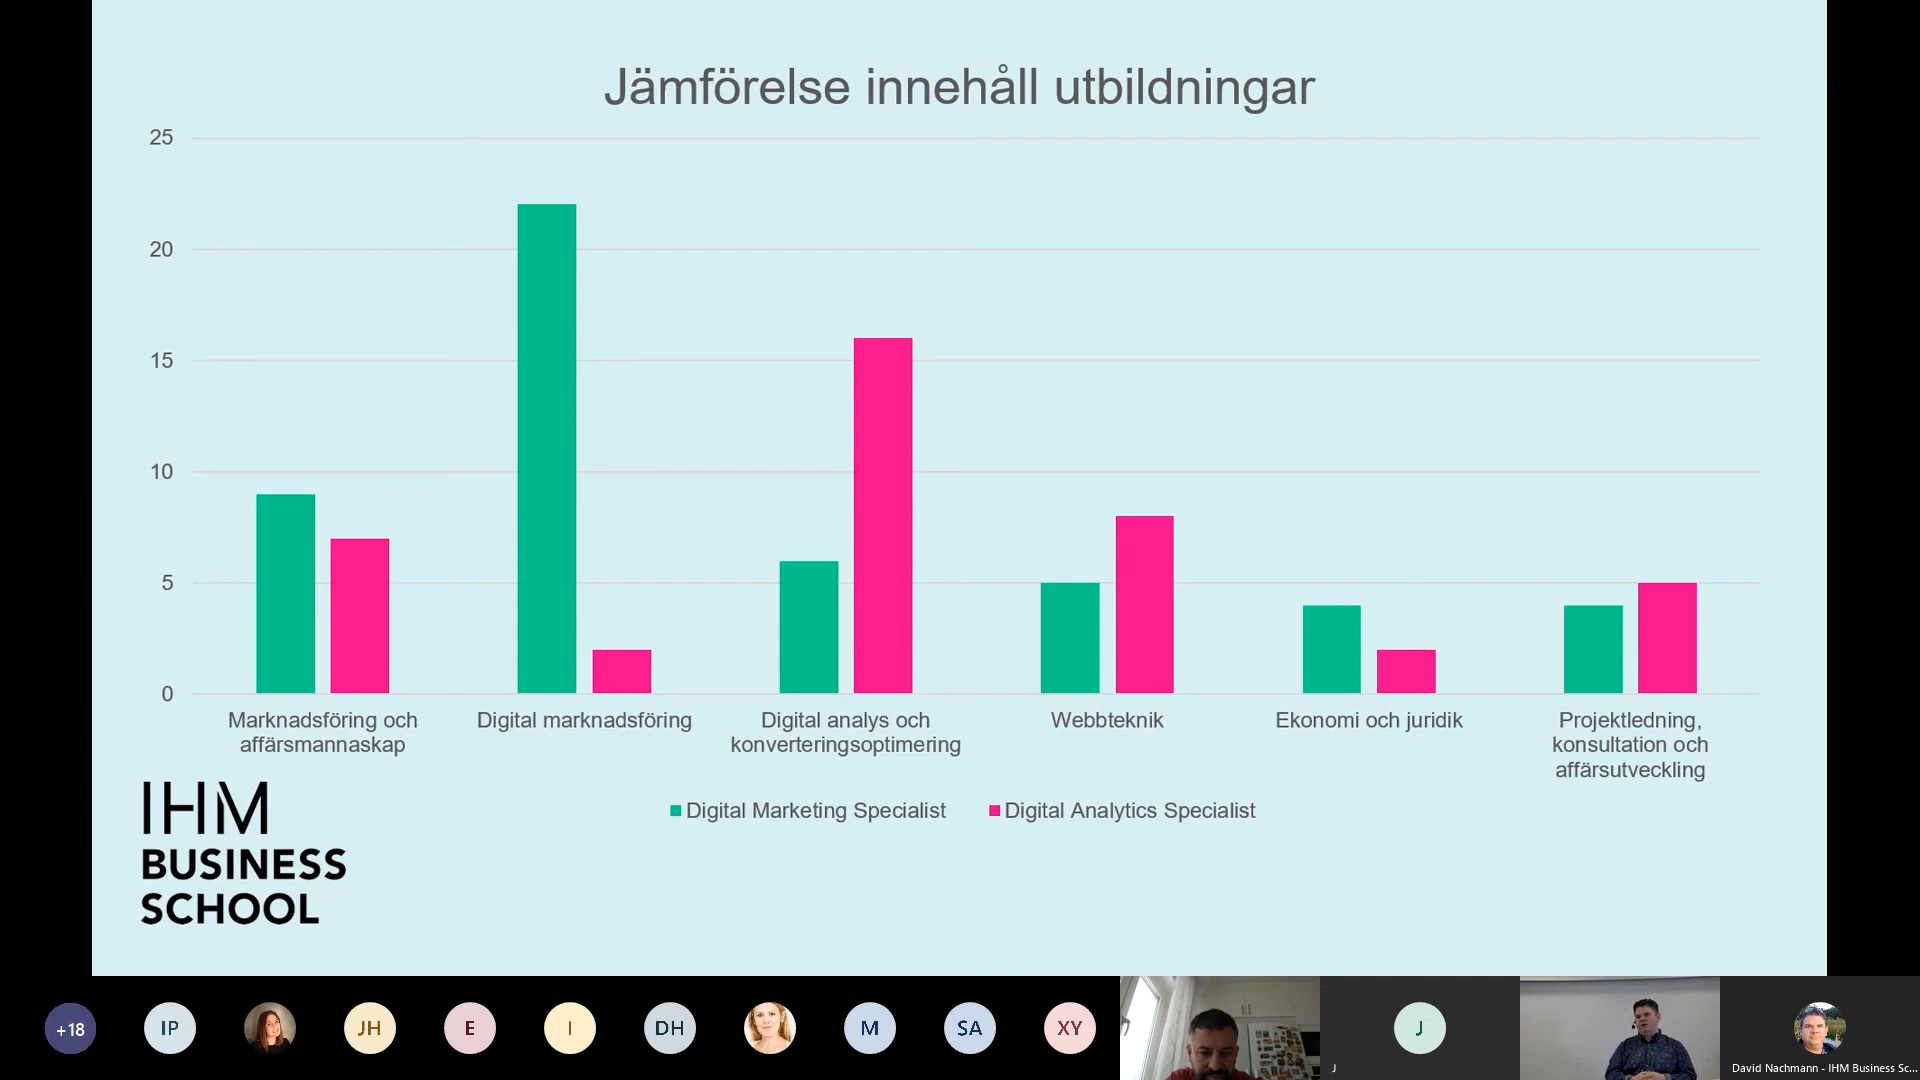 Jämförelse innehåll utbildningar
25
20
15
10
5
0
Marknadsföring och
affärsmannaskap
Digital marknadsföring
Digital analys och
konverteringsoptimering
Webbteknik
Ekonomi och juridik
Projektledning,
konsultation och
affärsutveckling
Digital Marketing Specialist
Digital Analytics Specialist
IHM
BUSINESS
SCHOOL
+18
IP
JH
E
I
DH
M
SA
XY
J
J
David Nachmann - IHM Business Sc...